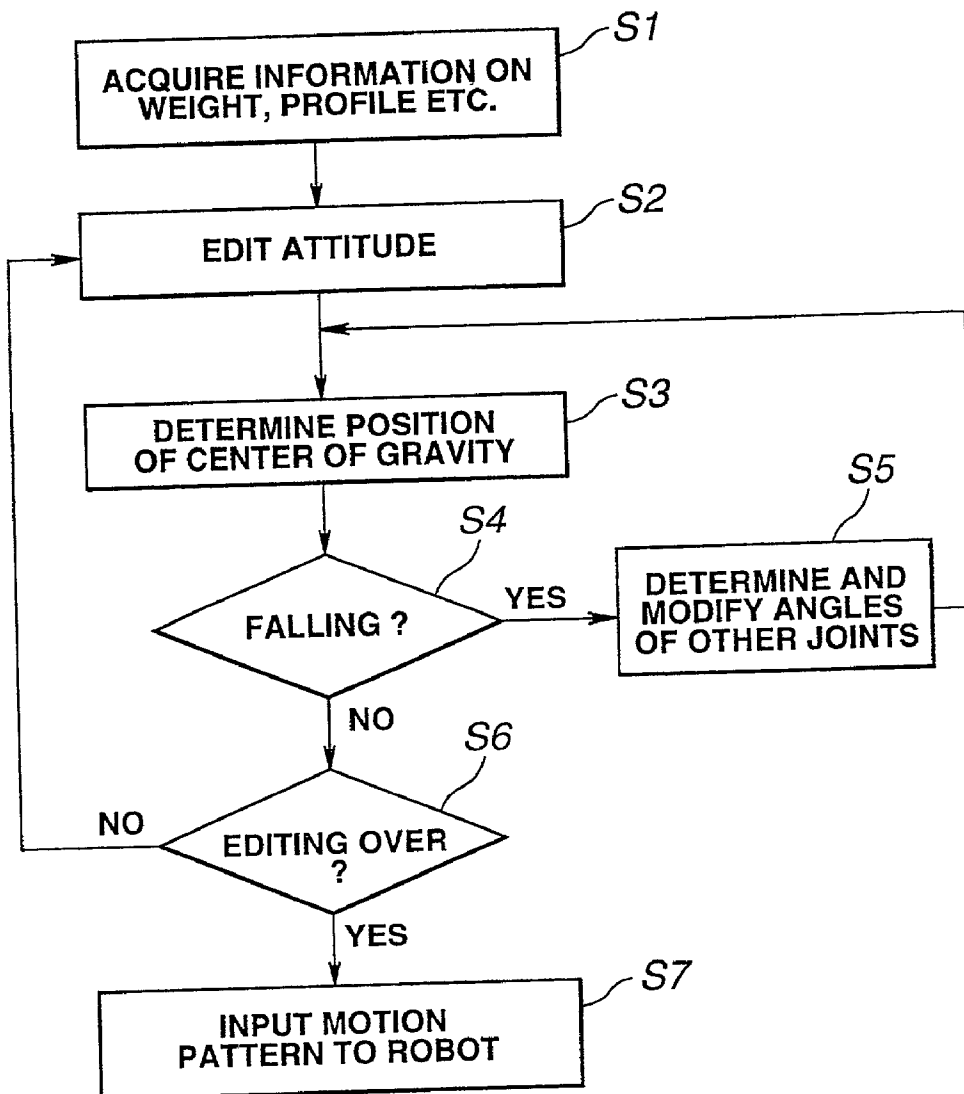 S1
ACQUIRE INFORMATION ON
WEIGHT, PROFILE ETC.
S2
EDIT ATTITUDE
S3
DETERMINE POSITION
OF CENTER OF GRAVITY
S4
FALLING ?
YES
S5
DETERMINE AND
MODIFY ANGLES
OF OTHER JOINTS
NO
S6
EDITING OVER
?
NO
YES
S7
INPUT MOTION
PATTERN TO ROBOT